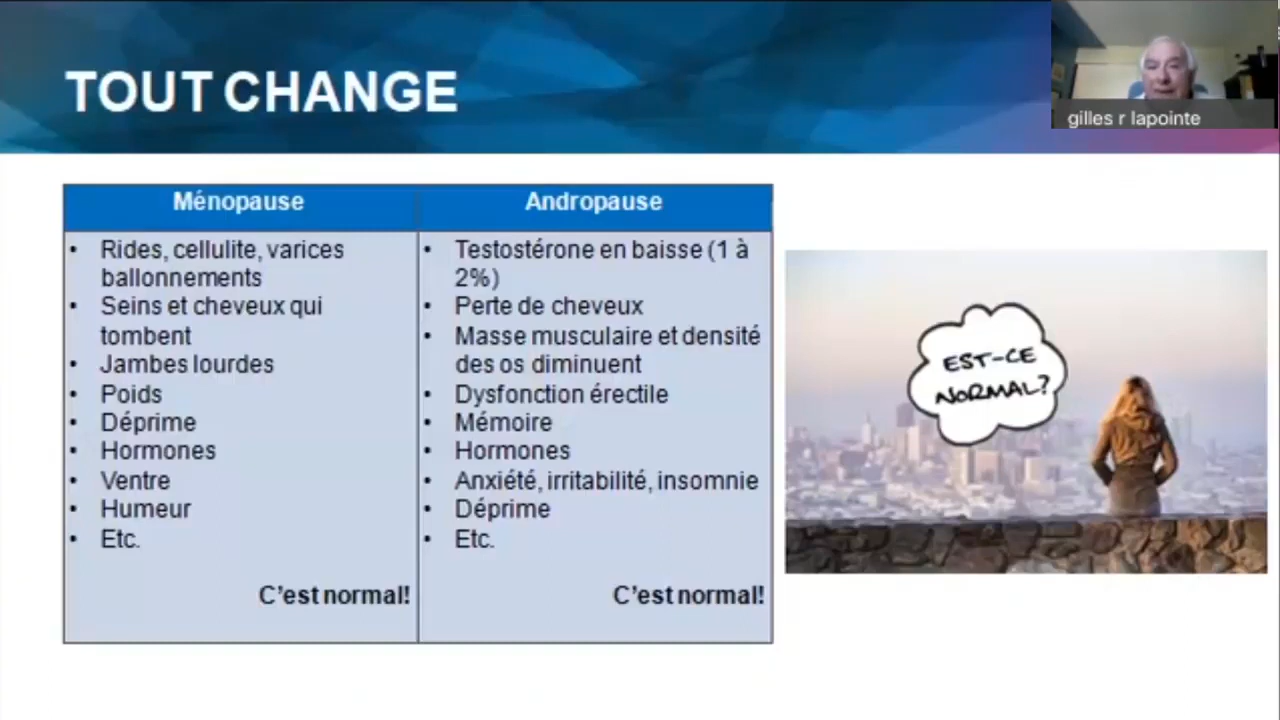 TOUT CHANGE
gilles r lapointe
Ménopause
• Rides, cellulite, varices
ballonnements
• Seins et cheveux qui
tombent
• Jambes lourdes
• Poids
• Déprime
• Hormones
• Ventre
• Humeur
• Etc.
C'est normal!
Andropause
• Testostérone en baisse (1 à
2%)
• Perte de cheveux
• Masse musculaire et densité
des os diminuent
• Dysfonction érectile
• Mémoire
• Hormones
• Anxiété, irritabilité, insomnie
• Déprime
• Etc.
C'est normal!
EST-CE
NORMAL?